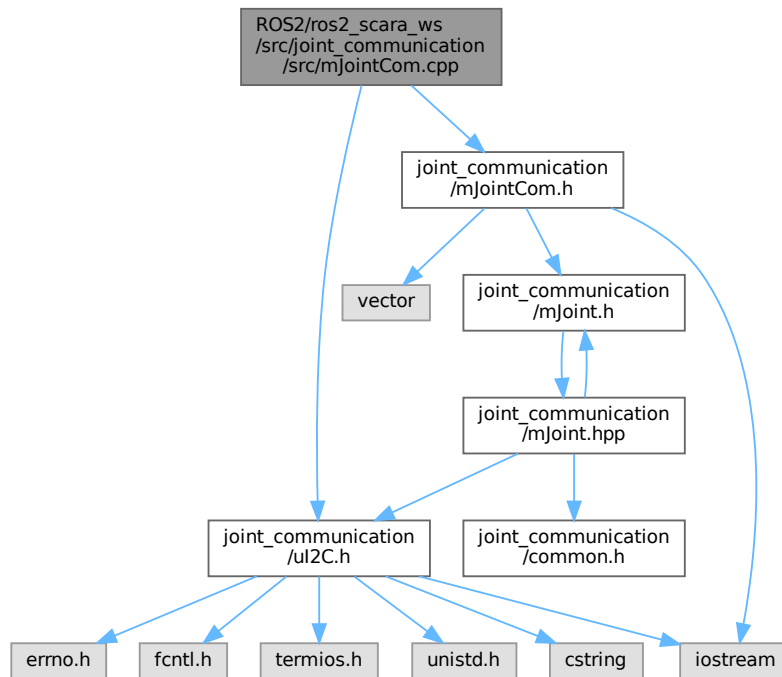 ROS2/ros2_scara_ws
/src/joint_communication
/src/mJointCom.cpp
joint_communication
/mJointCom.h
vector
joint_communication
/mJoint.h
joint_communication
/mJoint.hpp
joint_communication
/uI2C.h
joint_communication
/common.h
errno.h
fcntl.h
termios.h
unistd.h
cstring
iostream